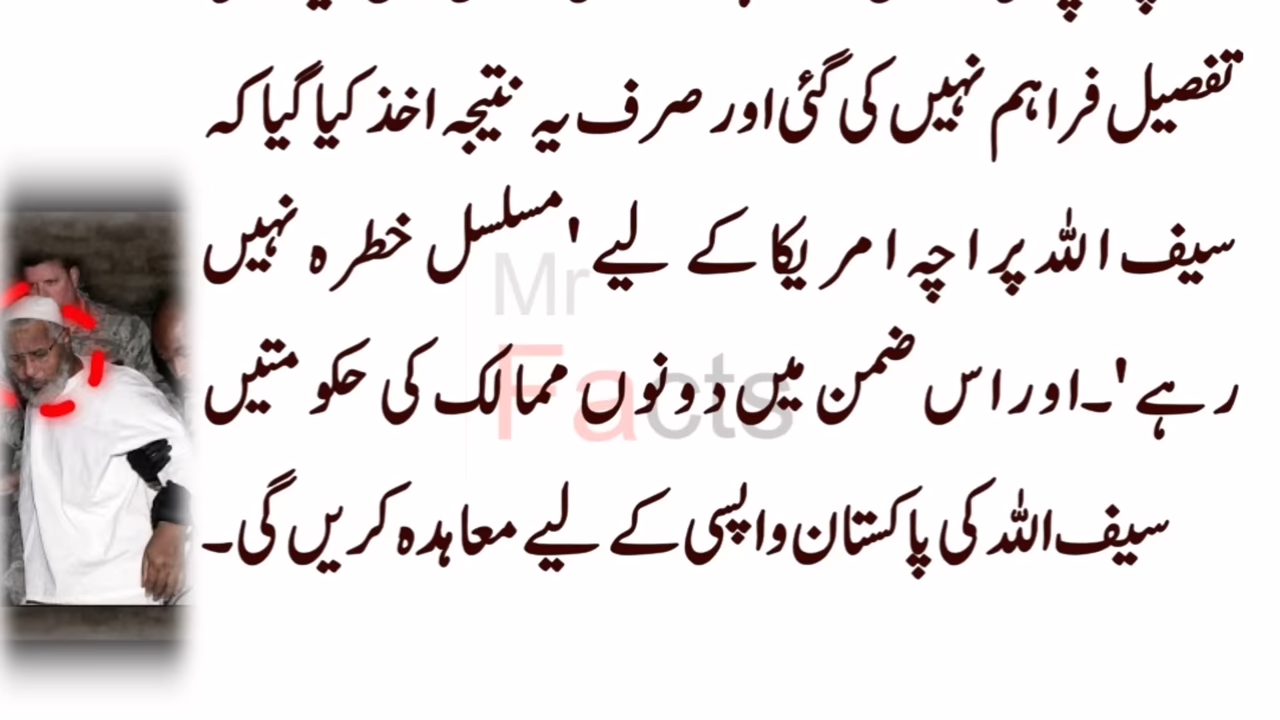 تفصیل فراہم نہیں کی گئی اور صرف یہ نتیجہ اخذ کیا گیا کہ
سیف اللہ پراچہ امریکا کے لیے 'مسلسل خطرہ نہیں
رہے'۔ اور اس ضمن میں دونوں ممالک کی حکومتیں
سیف اللہ کی پاکستان واپسی کے لیے معاہدہ کریں گی۔
Mr
Facts